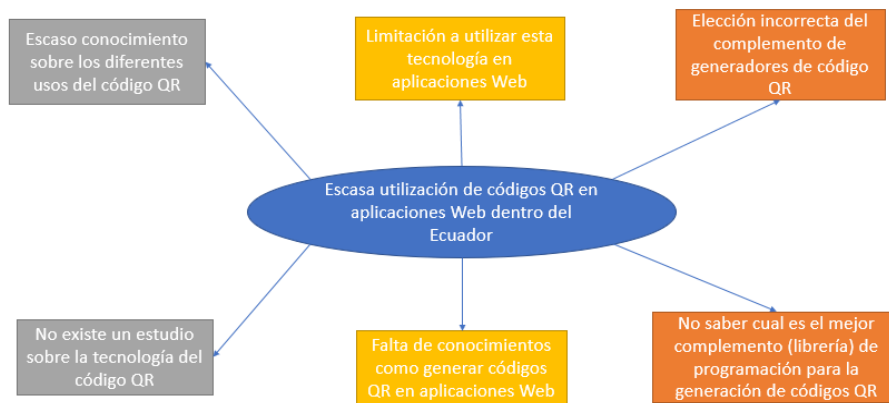 Escaso conocimiento
sobre los diferentes
usos del código QR
Limitación a utilizar esta
tecnología en
aplicaciones Web
Elección incorrecta del
complemento de
generadores de código
QR
Escasa utilización de códigos QR en
aplicaciones Web dentro del
Ecuador
No existe un estudio
sobre la tecnología del
código QR
Falta de conocimientos
como generar códigos
QR en aplicaciones Web
No saber cual es el mejor
complemento (librería) de
programación para la
generación de códigos QR